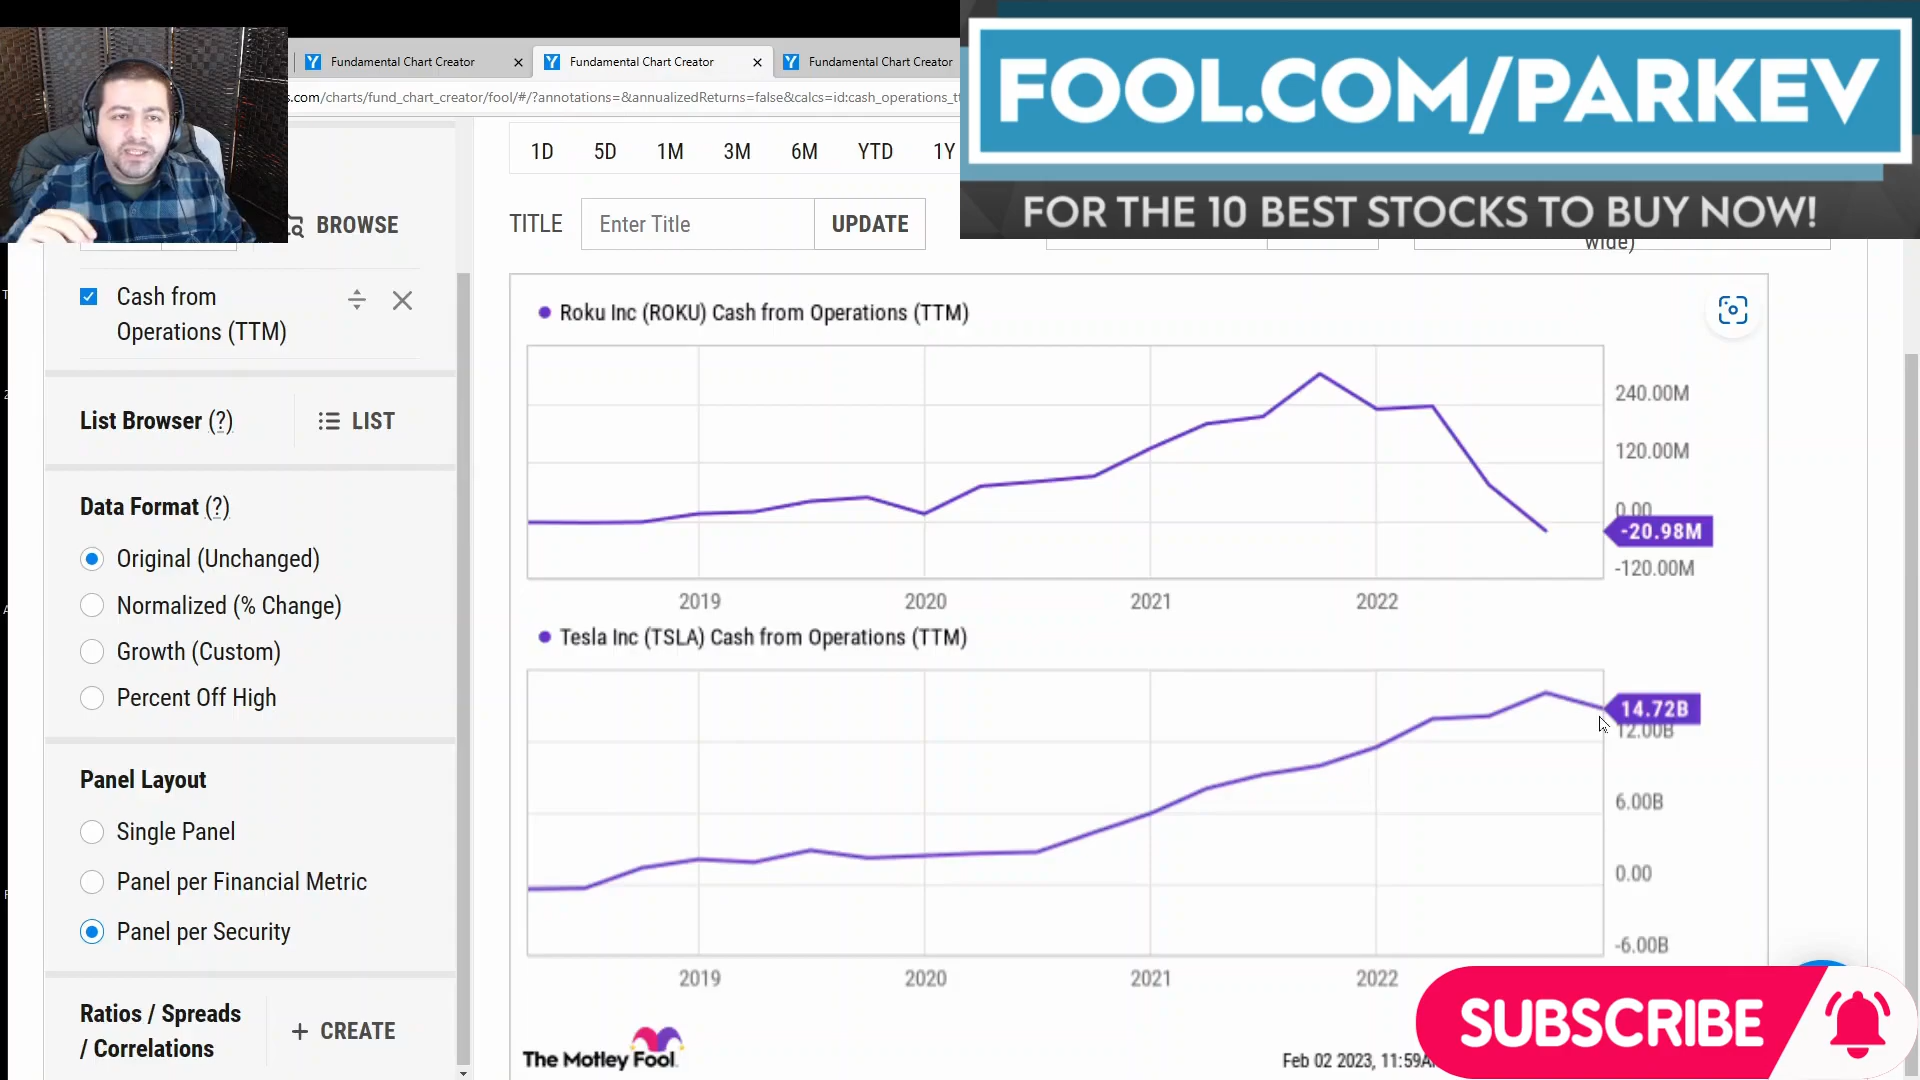 FOOL.COM/PARKEV
FOR THE 10 BEST STOCKS TO BUY NOW!
Fundamental Chart Creator
Fundamental Chart Creator
Fundamental Chart Creator
s.com/charts/fund_chart_creator/fool/#/?annotations=&annualizedReturns=false&calcs=id:cash_operations_tt
1D 5D 1M 3M 6M YTD 1Y
BROWSE
TITLE Enter Title UPDATE
wide)
Cash from
Operations (TTM)
List Browser (?) LIST
Data Format (?)
Original (Unchanged)
Normalized (% Change)
Growth (Custom)
Percent Off High
Panel Layout
Single Panel
Panel per Financial Metric
Panel per Security
Ratios / Spreads
/ Correlations
+ CREATE
Roku Inc (ROKU) Cash from Operations (TTM)
240.00M
120.00M
0.00
-20.98M
-120.00M
2019 2020 2021 2022
Tesla Inc (TSLA) Cash from Operations (TTM)
14.72B
12.00B
6.00B
0.00
-6.00B
2019 2020 2021 2022
The Motley Fool
Feb 02 2023, 11:59A
SUBSCRIBE